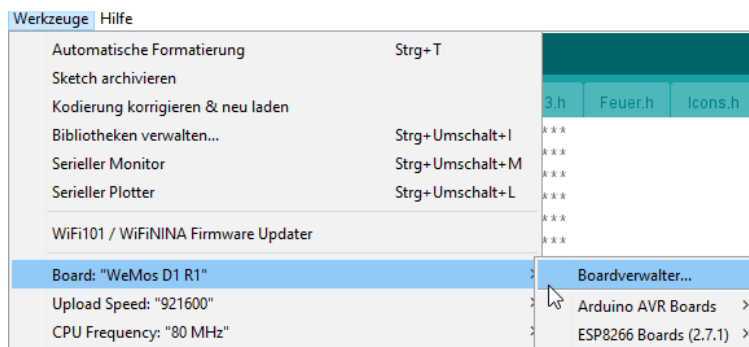 Werkzeuge Hilfe
Automatische Formatierung Strg+T
Sketch archivieren
Kodierung korrigieren & neu laden
Bibliotheken verwalten... Strg+Umschalt+I
Serieller Monitor Strg+Umschalt+M
Serieller Plotter Strg+Umschalt+L
WiFi101 / WiFiNINA Firmware Updater
Board: "WeMos D1 R1"
Upload Speed: "921600"
CPU Frequency: "80 MHz"
3.h Feuer.h Icons.h
***
***
***
***
***
***
Boardverwalter...
Arduino AVR Boards
ESP8266 Boards (2.7.1)